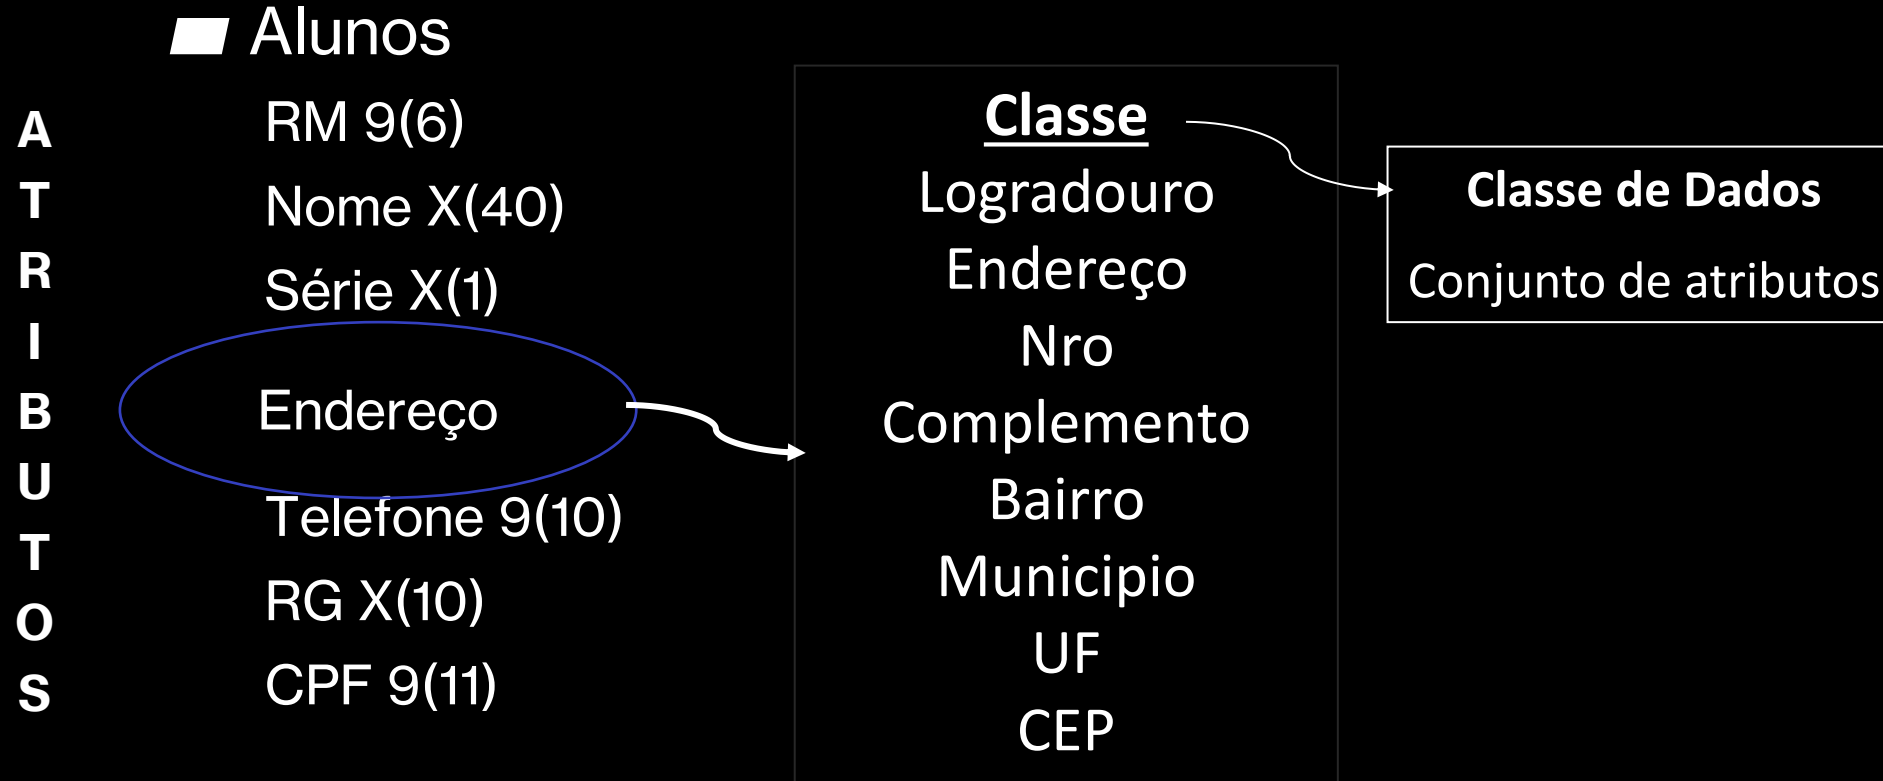 Alunos
ATRIBUTOS
RM 9(6)
Nome X(40)
Série X(1)
Endereço
Telefone 9(10)
RG X(10)
CPF 9(11)
Classe
Logradouro
Endereço
Nro
Complemento
Bairro
Municipio
UF
CEP
Classe de Dados
Conjunto de atributos